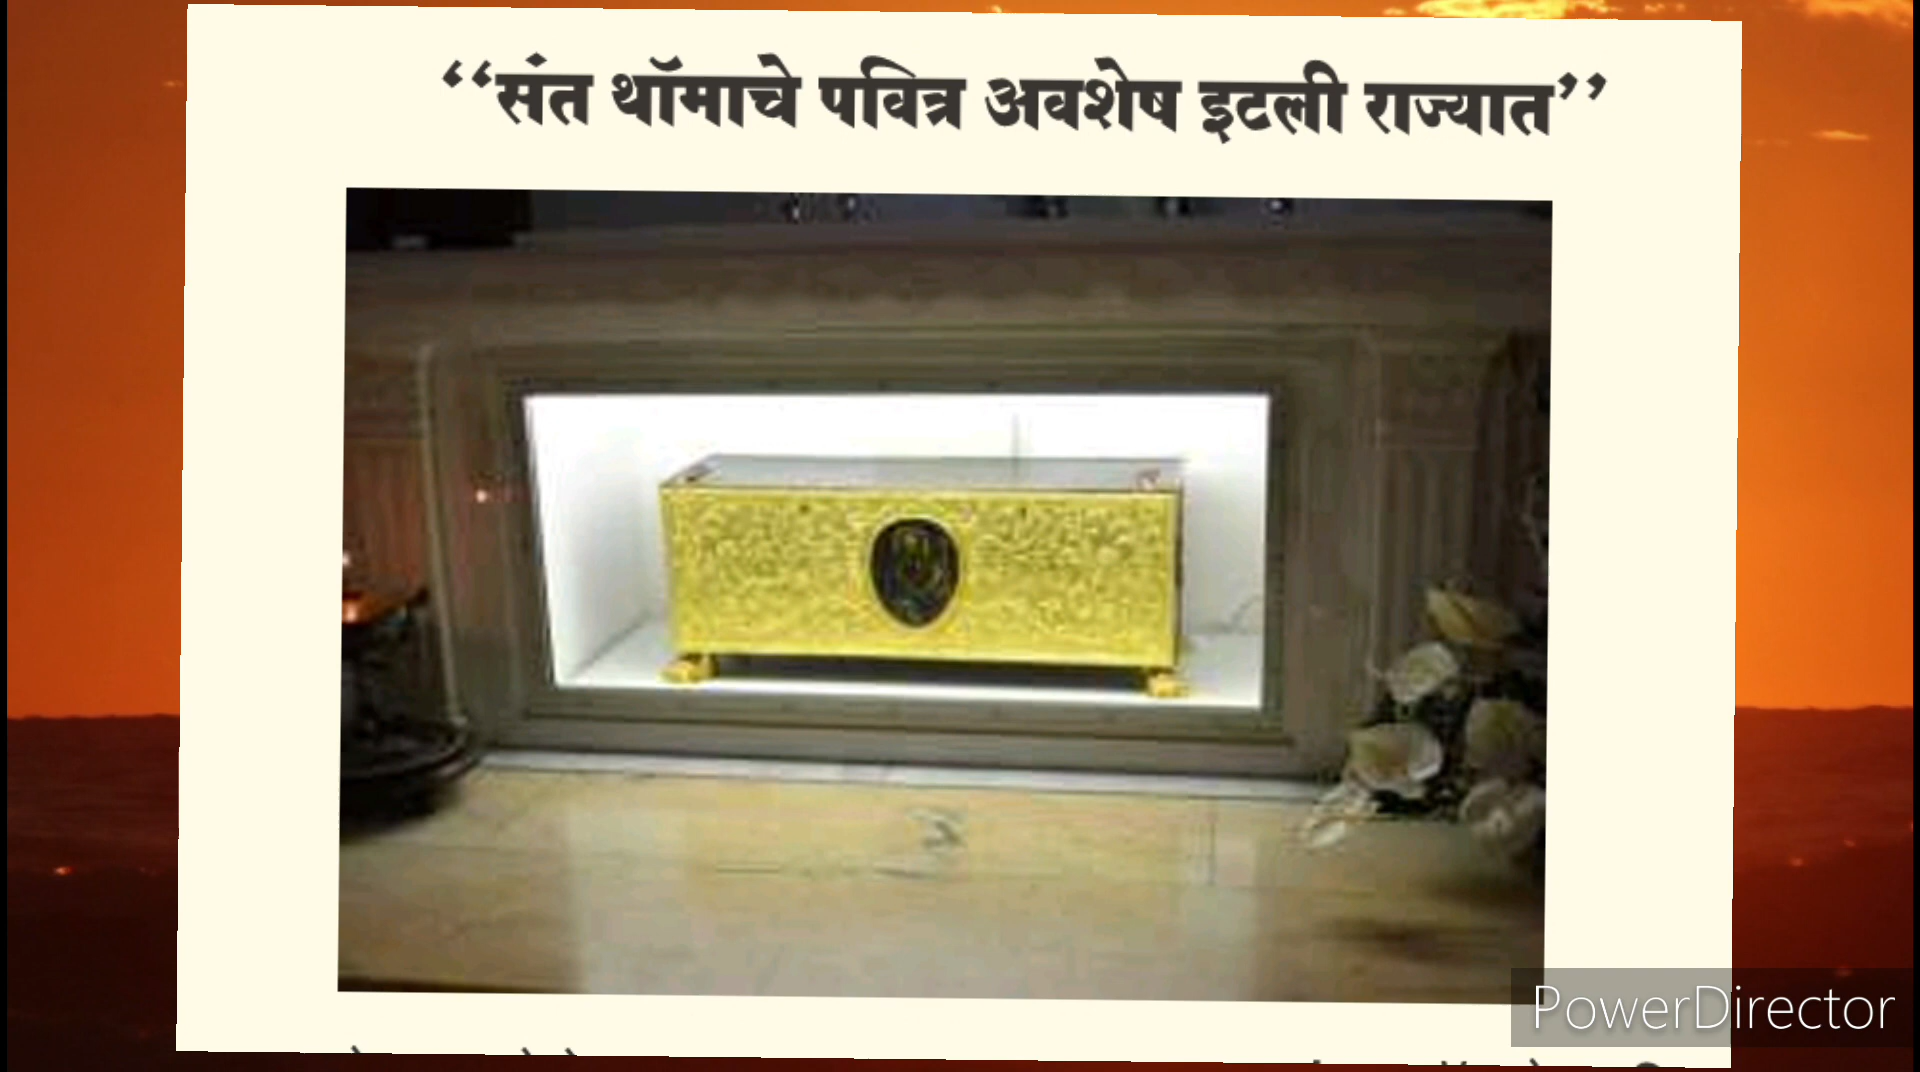 “संत थॉमाचे पवित्र अवशेष इटली राज्यात”
PowerDirector